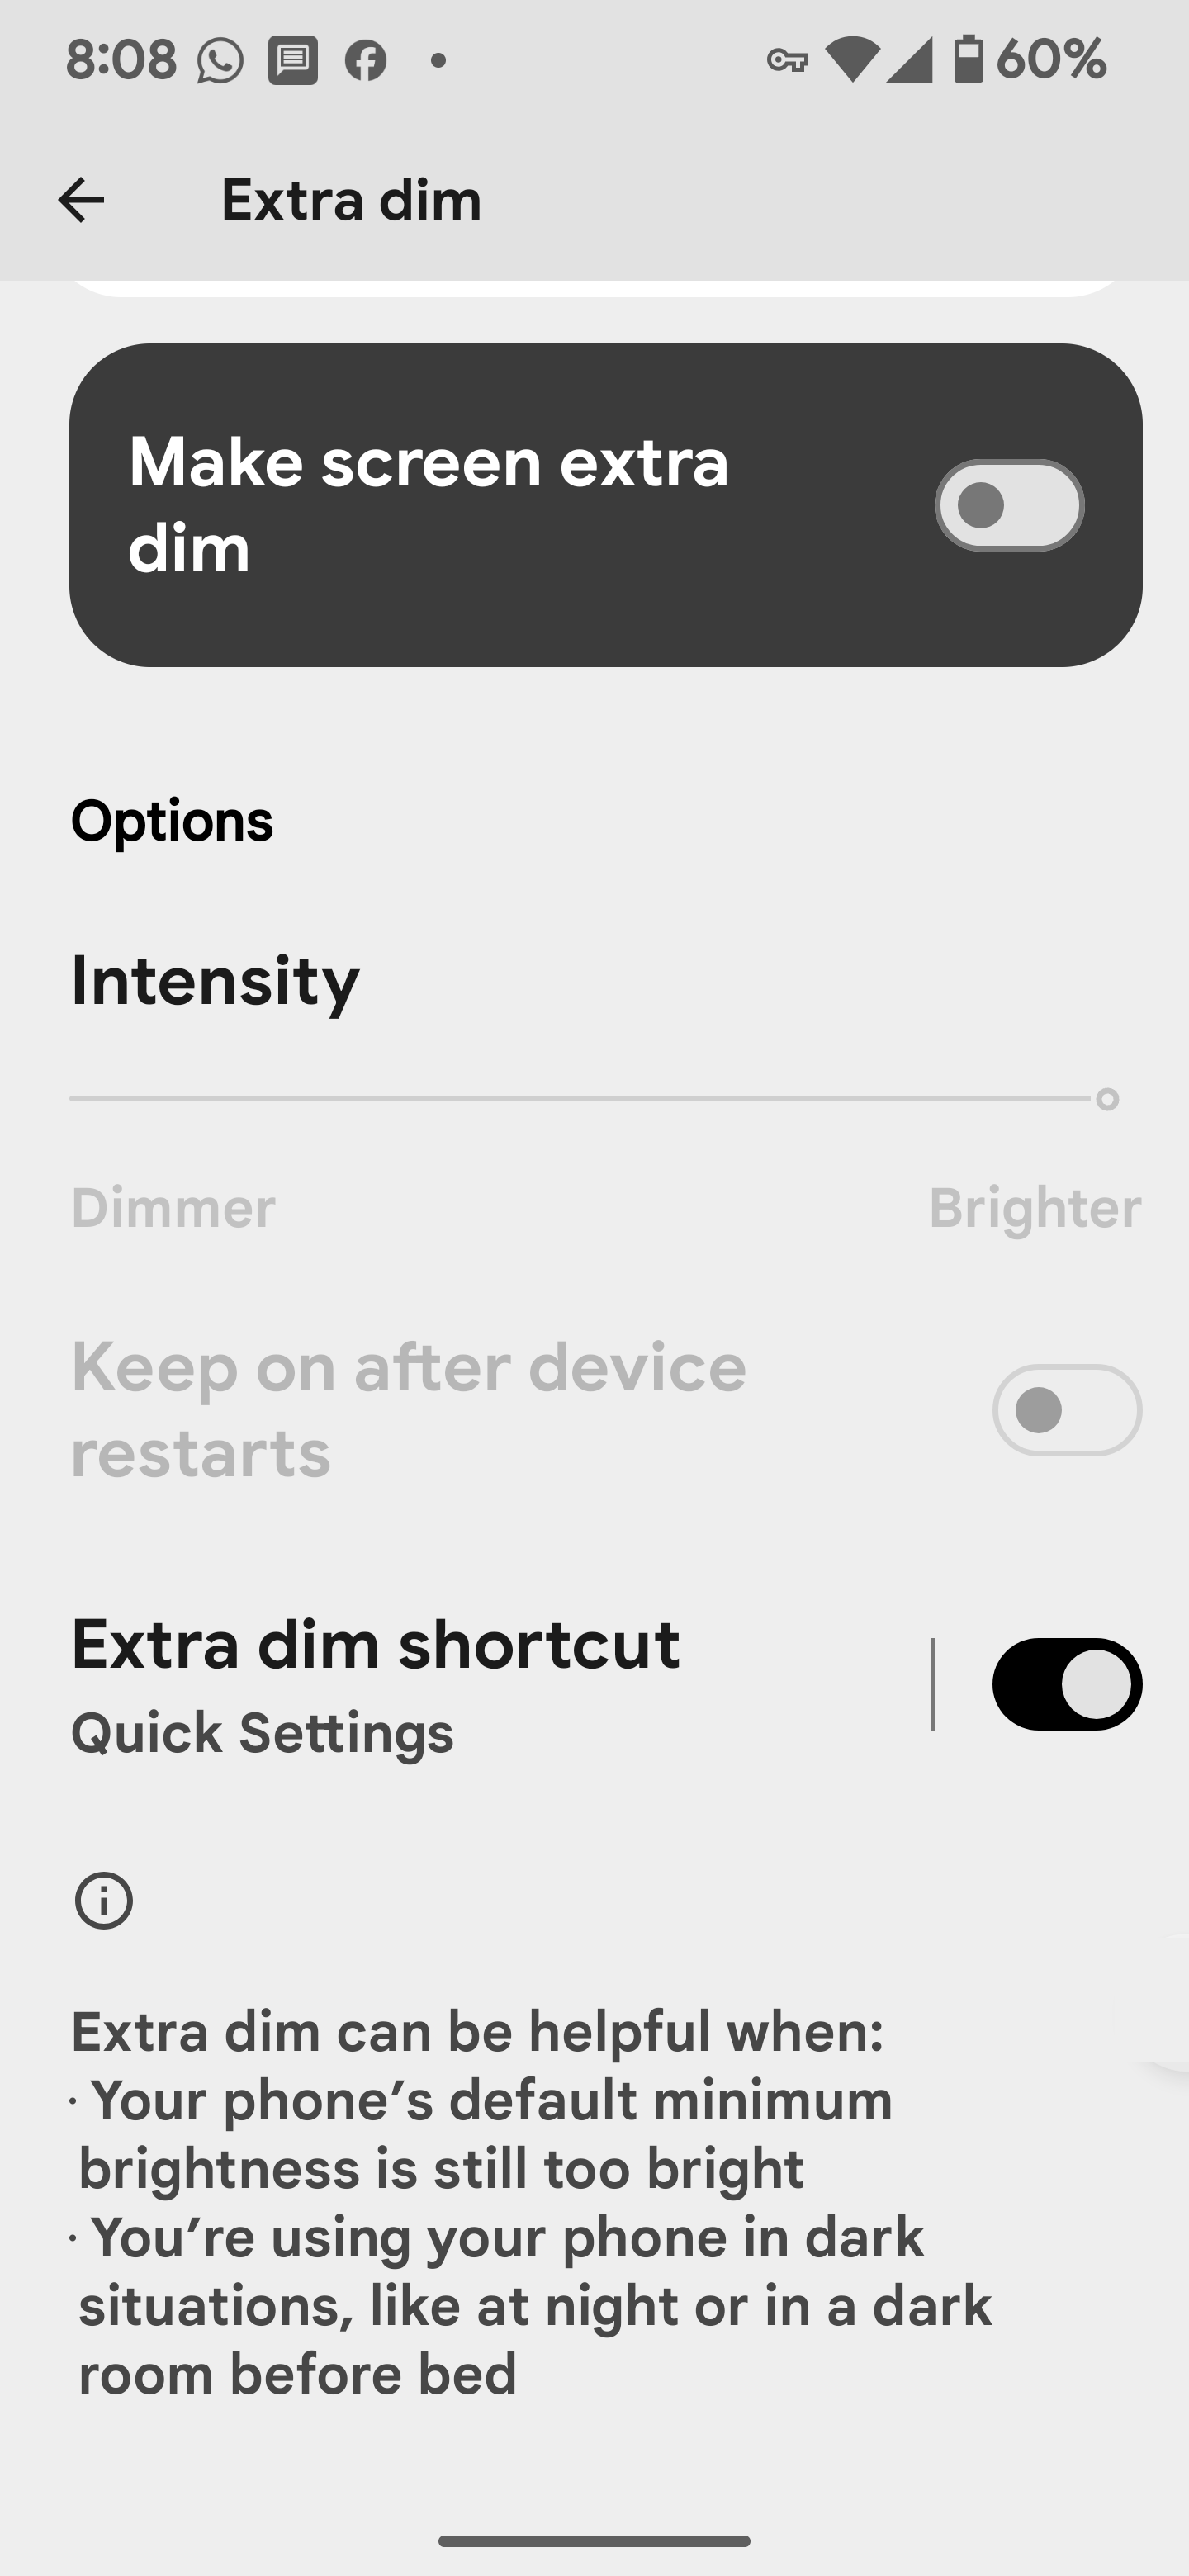 8:08 60%
Extra dim
Make screen extra
dim
Options
Intensity
Dimmer Brighter
Keep on after device
restarts
Extra dim shortcut
Quick Settings
Extra dim can be helpful when:
· Your phone’s default minimum
brightness is still too bright
· You’re using your phone in dark
situations, like at night or in a dark
room before bed